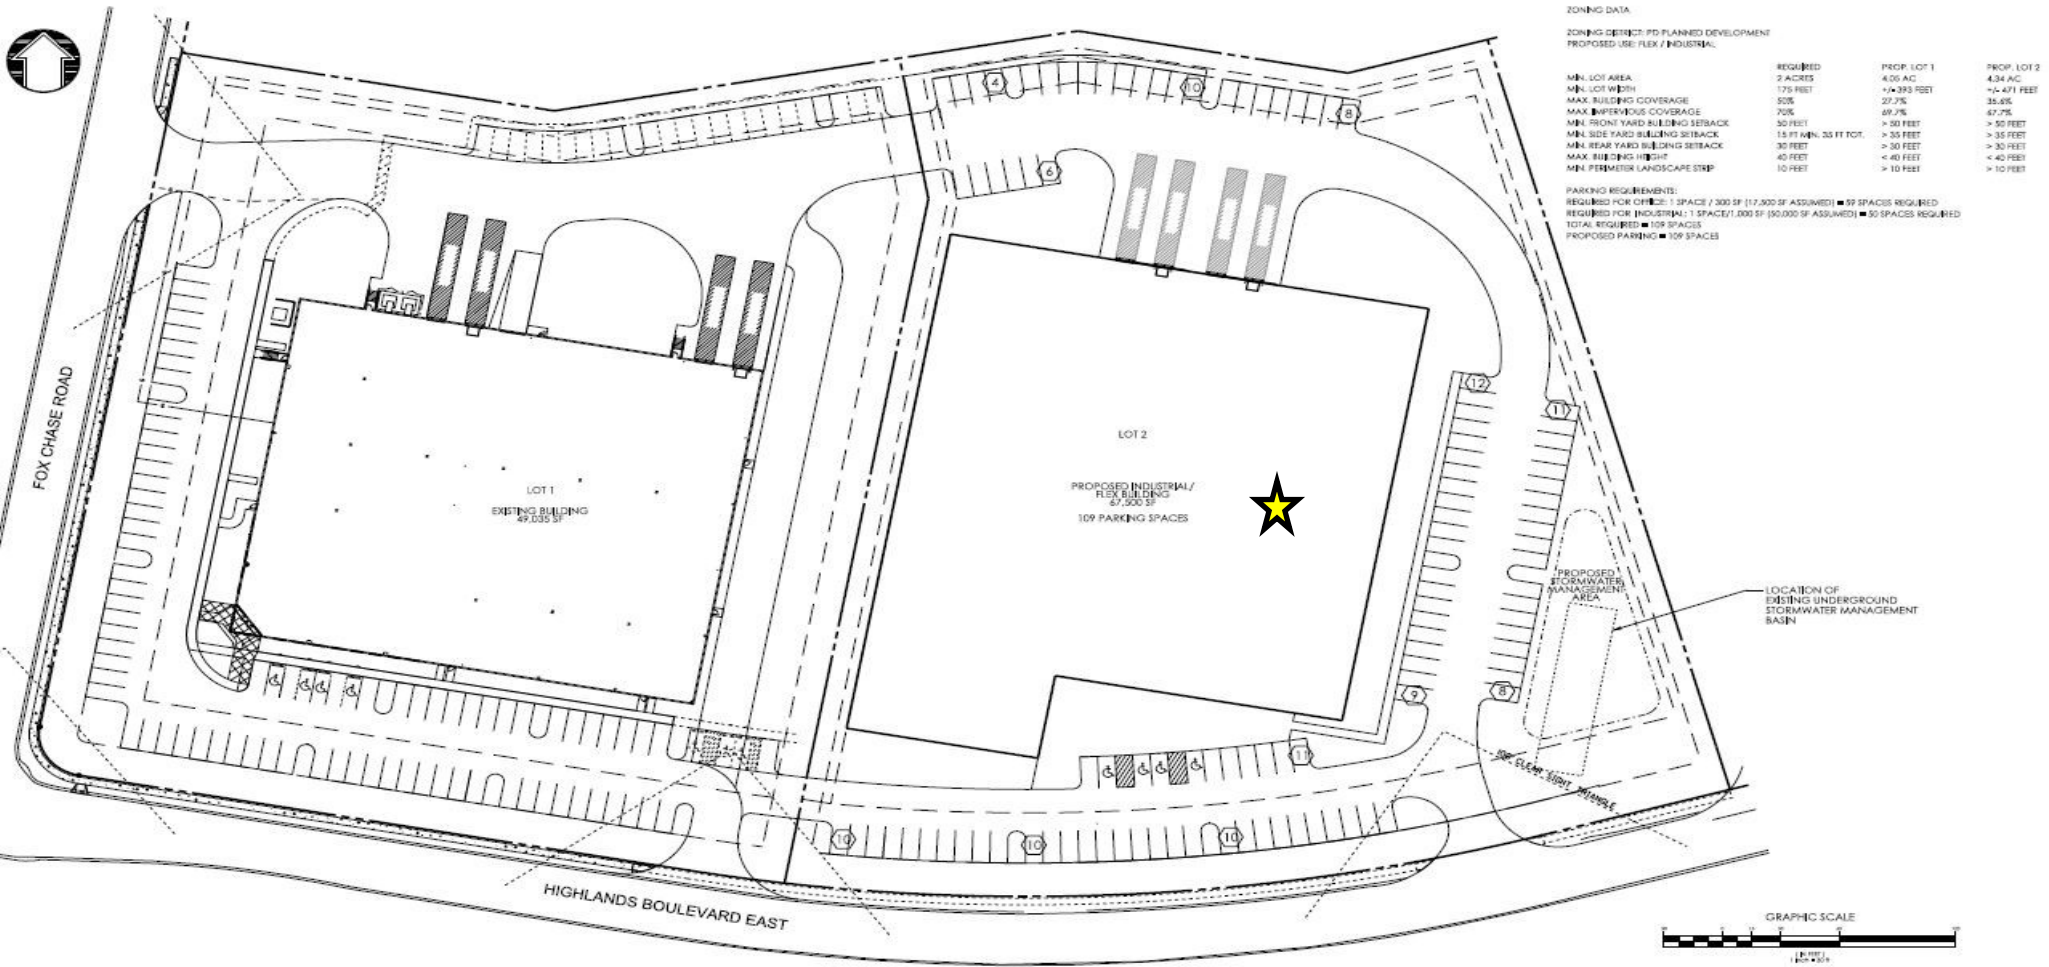 ZONING DATA
ZONING DISTRICT: PD PLANNED DEVELOPMENT
PROPOSED USE: FLEX / INDUSTRIAL
REQUIRED PROP. LOT 1 PROP. LOT 2
MIN. LOT AREA 2 ACRES 4.05 AC 4.34 AC
MIN. LOT WIDTH 175 FEET +/- 393 FEET +/- 471 FEET
MAX. BUILDING COVERAGE 50% 27.7% 35.6%
MAX. IMPERVIOUS COVERAGE 70% 69.7% 67.7%
MIN. FRONT YARD BUILDING SETBACK 50 FEET > 50 FEET > 50 FEET
MIN. SIDE YARD BUILDING SETBACK 15 FT MIN. 35 FT TOT. > 35 FEET > 35 FEET
MIN. REAR YARD BUILDING SETBACK 30 FEET > 30 FEET > 30 FEET
MAX. BUILDING HEIGHT 40 FEET < 40 FEET < 40 FEET
MIN. PERIMETER LANDSCAPE STRIP 10 FEET > 10 FEET > 10 FEET
PARKING REQUIREMENTS:
REQUIRED FOR OFFICE: 1 SPACE / 300 SF (17,500 SF ASSUMED) = 59 SPACES REQUIRED
REQUIRED FOR INDUSTRIAL: 1 SPACE/1,000 SF (50,000 SF ASSUMED) = 50 SPACES REQUIRED
TOTAL REQUIRED = 109 SPACES
PROPOSED PARKING = 109 SPACES
4
10
8
6
12
11
FOX CHASE ROAD
LOT 1
EXISTING BUILDING
49,035 SF
LOT 2
PROPOSED INDUSTRIAL/
FLEX BUILDING
67,500 SF
109 PARKING SPACES
PROPOSED
STORMWATER
MANAGEMENT
AREA
LOCATION OF
EXISTING UNDERGROUND
STORMWATER MANAGEMENT
BASIN
9
8
11
CLEAR SIGHT TRIANGLE
10
10
10
HIGHLANDS BOULEVARD EAST
GRAPHIC SCALE